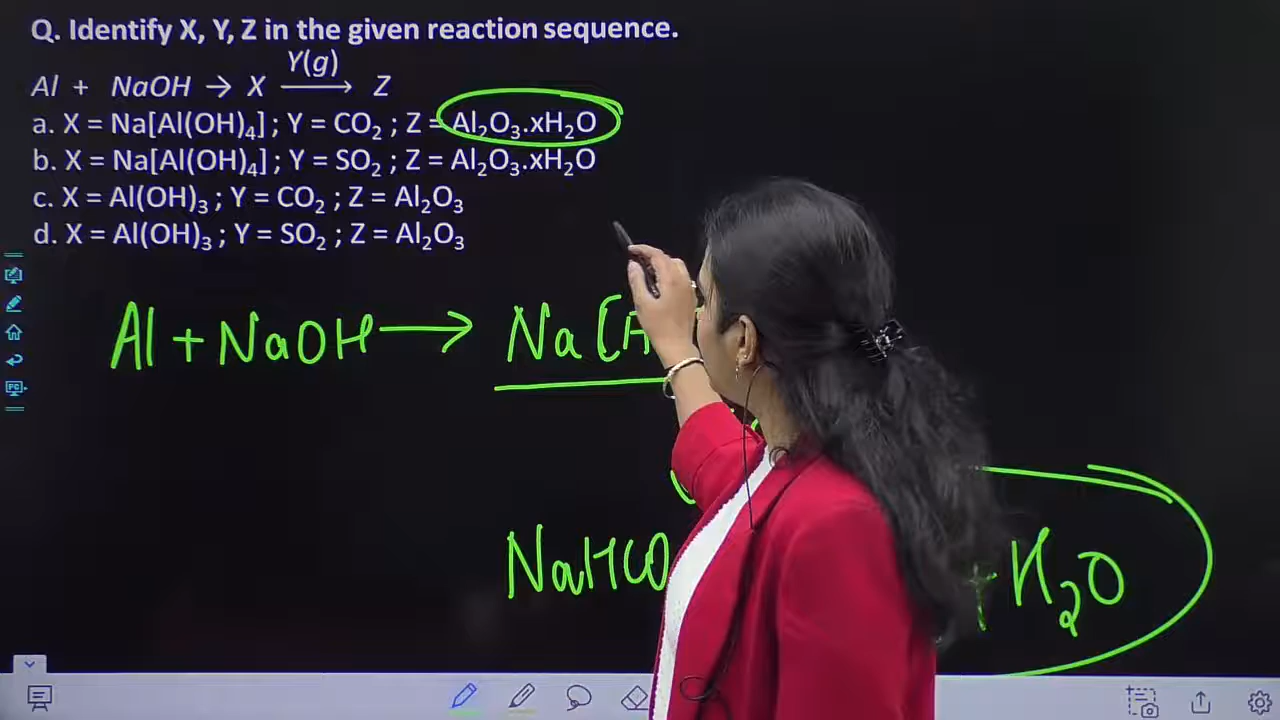 Q. Identify X, Y, Z in the given reaction sequence.
Y(g)
Al + NaOH → X ⟶ Z
a. X = Na[Al(OH)₄] ; Y = CO₂ ; Z = Al₂O₃.xH₂O
b. X = Na[Al(OH)₄] ; Y = SO₂ ; Z = Al₂O₃.xH₂O
c. X = Al(OH)₃ ; Y = CO₂ ; Z = Al₂O₃
d. X = Al(OH)₃ ; Y = SO₂ ; Z = Al₂O₃
Al + NaOH ⟶ Na [
NaHCO + H₂O